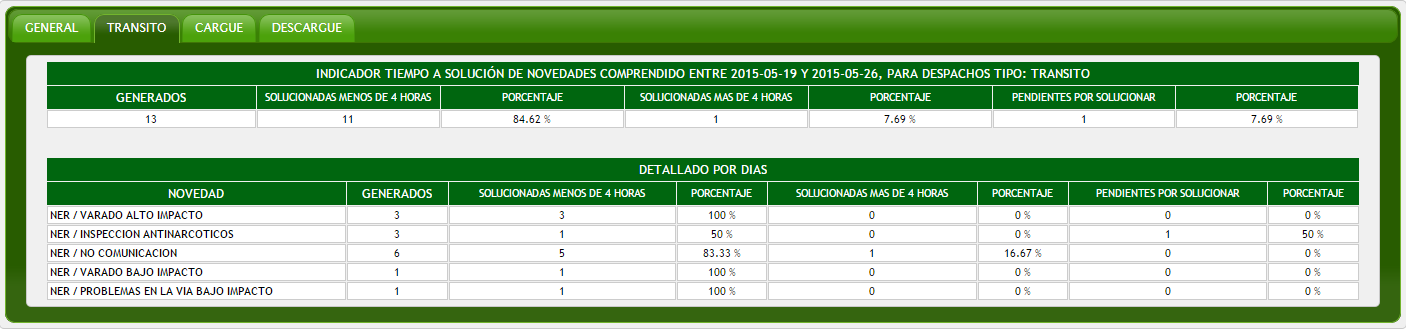 GENERAL TRANSITO CARGUE DESCARGUE
INDICADOR TIEMPO A SOLUCIÓN DE NOVEDADES COMPRENDIDO ENTRE 2015-05-19 Y 2015-05-26, PARA DESPACHOS TIPO: TRANSITO
GENERADOS SOLUCIONADAS MENOS DE 4 HORAS PORCENTAJE SOLUCIONADAS MAS DE 4 HORAS PORCENTAJE PENDIENTES POR SOLUCIONAR PORCENTAJE
13 11 84.62 % 1 7.69 % 1 7.69 %
DETALLADO POR DIAS
NOVEDAD GENERADOS SOLUCIONADAS MENOS DE 4 HORAS PORCENTAJE SOLUCIONADAS MAS DE 4 HORAS PORCENTAJE PENDIENTES POR SOLUCIONAR PORCENTAJE
NER / VARADO ALTO IMPACTO 3 3 100 % 0 0 % 0 0 %
NER / INSPECCION ANTINARCOTICOS 3 1 50 % 0 0 % 1 50 %
NER / NO COMUNICACION 6 5 83.33 % 1 16.67 % 0 0 %
NER / VARADO BAJO IMPACTO 1 1 100 % 0 0 % 0 0 %
NER / PROBLEMAS EN LA VIA BAJO IMPACTO 1 1 100 % 0 0 % 0 0 %